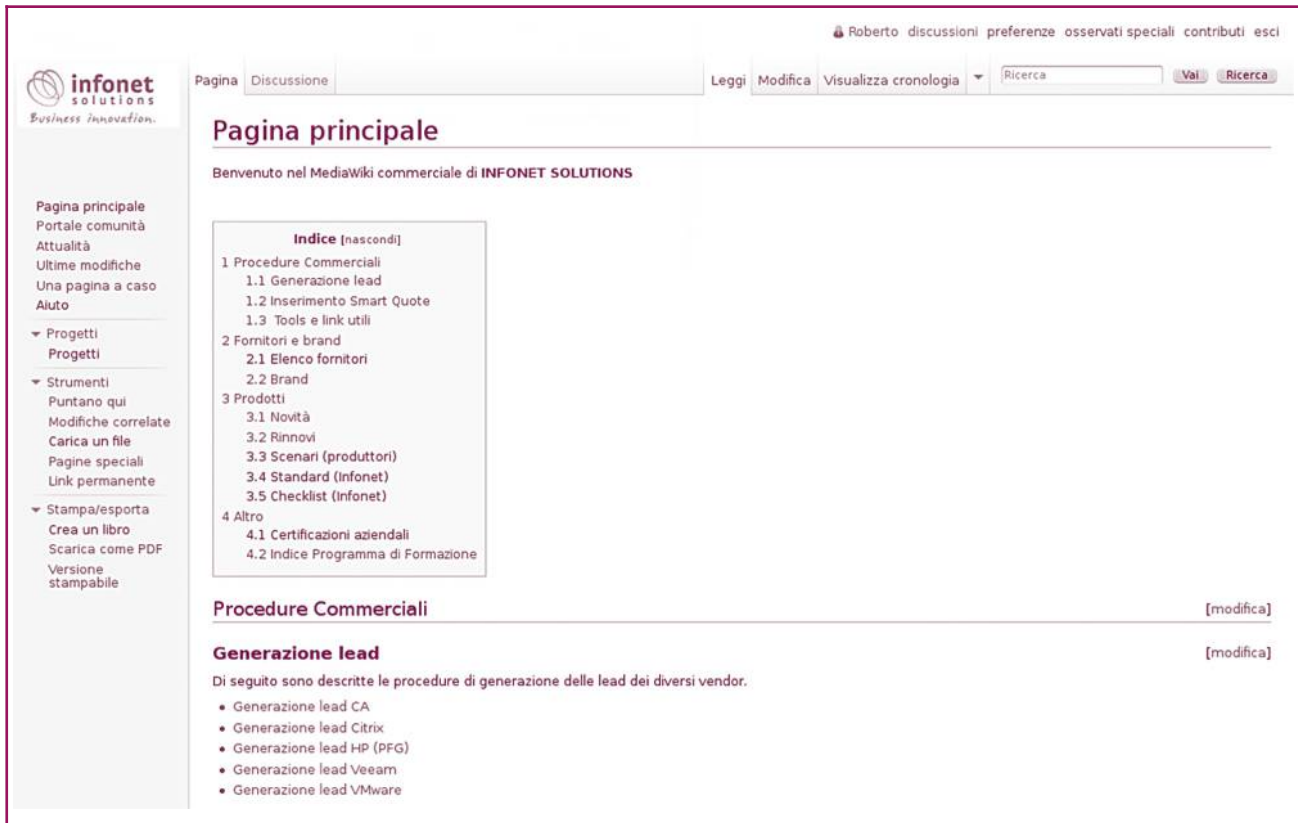 Roberto discussioni preferenze osservati speciali contributi esci
infonet
solutions
Business innovation.
Pagina Discussione
Leggi Modifica Visualizza cronologia Ricerca Vai Ricerca
Pagina principale
Benvenuto nel MediaWiki commerciale di INFONET SOLUTIONS
Pagina principale
Portale comunità
Attualità
Ultime modifiche
Una pagina a caso
Aiuto
Progetti
Progetti
Strumenti
Puntano qui
Modifiche correlate
Carica un file
Pagine speciali
Link permanente
Stampa/esporta
Crea un libro
Scarica come PDF
Versione
stampabile
Indice [nascondi]
1 Procedure Commerciali
1.1 Generazione lead
1.2 Inserimento Smart Quote
1.3 Tools e link utili
2 Fornitori e brand
2.1 Elenco fornitori
2.2 Brand
3 Prodotti
3.1 Novità
3.2 Rinnovi
3.3 Scenari (produttori)
3.4 Standard (Infonet)
3.5 Checklist (Infonet)
4 Altro
4.1 Certificazioni aziendali
4.2 Indice Programma di Formazione
Procedure Commerciali [modifica]
Generazione lead [modifica]
Di seguito sono descritte le procedure di generazione delle lead dei diversi vendor.
• Generazione lead CA
• Generazione lead Citrix
• Generazione lead HP (PFG)
• Generazione lead Veeam
• Generazione lead VMware